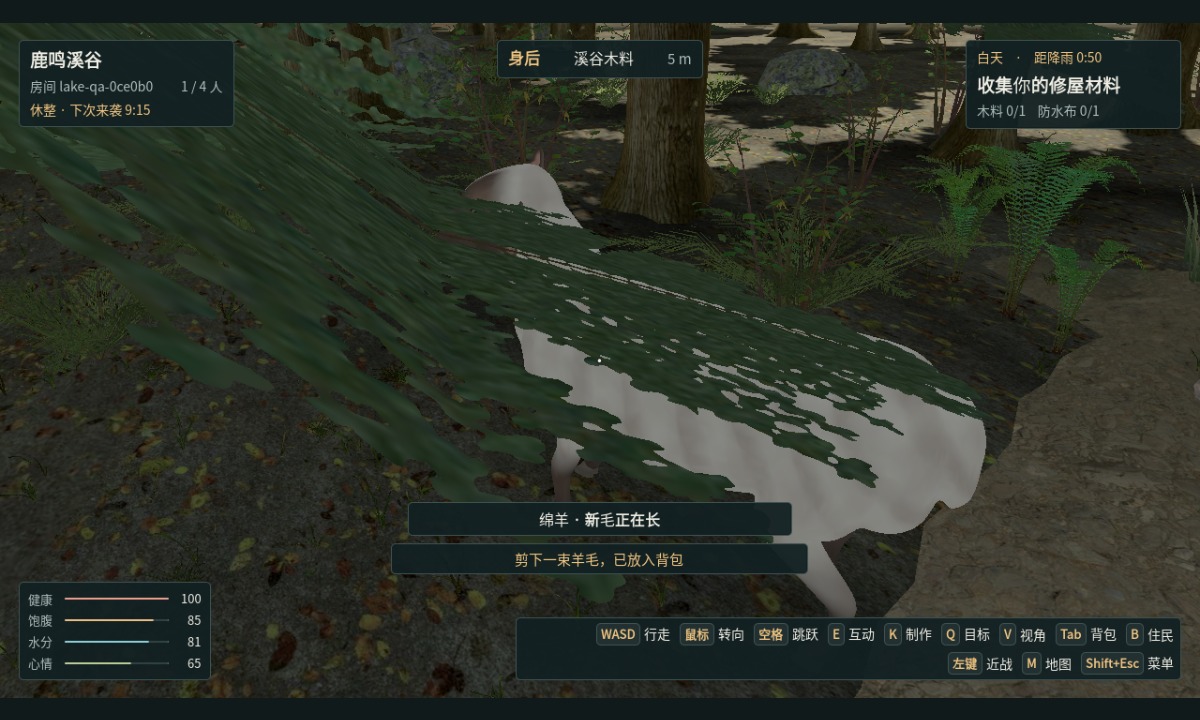 鹿鸣溪谷
房间 lake-qa-0ce0b0 1 / 4 人
休整 · 下次来袭 9:15
身后 溪谷木料 5 m
白天 · 距降雨 0:50
收集你的修屋材料
木料 0/1 防水布 0/1
绵羊 · 新毛正在长
剪下一束羊毛，已放入背包
健康 100
饱腹 85
水分 81
心情 65
WASD 行走 鼠标 转向 空格 跳跃 E 互动 K 制作 Q 目标 V 视角 Tab 背包 B 住民
左键 近战 M 地图 Shift+Esc 菜单